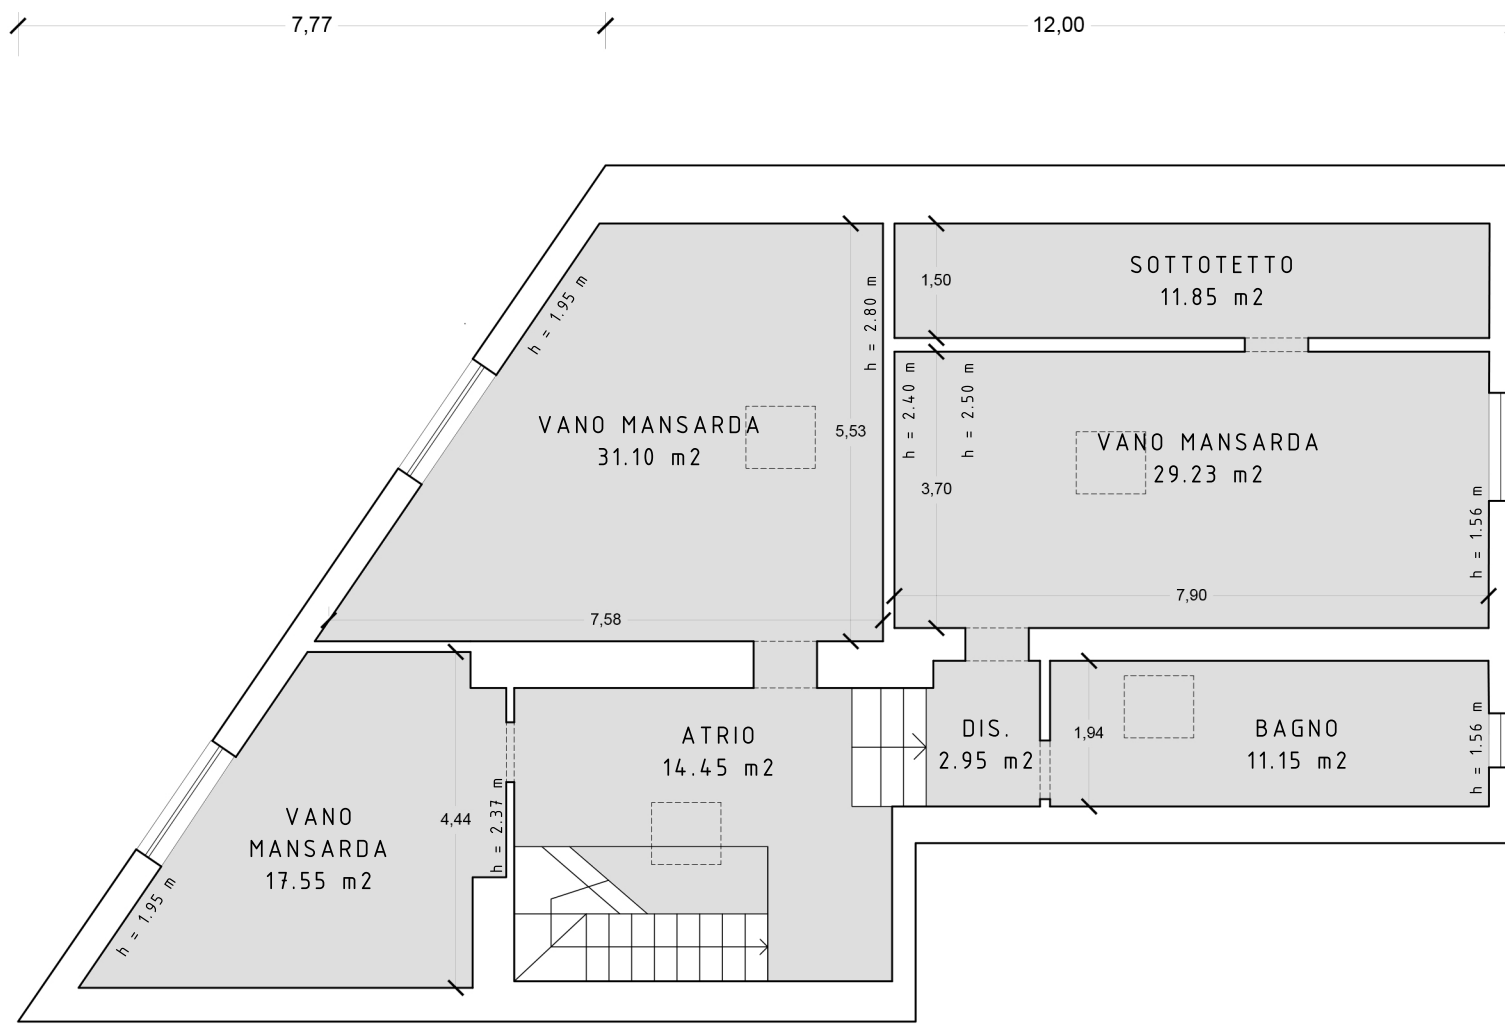 7,77
12,00
SOTTOTETTO
11.85 m2
1,50
h = 1.95 m
h = 2.80 m
VANO MANSARDA
31.10 m2
5,53
7,58
h = 2.40 m
h = 2.50 m
VANO MANSARDA
29.23 m2
3,70
h = 1.56 m
7,90
VANO
MANSARDA
17.55 m2
4,44
h = 2.37 m
h = 1.95 m
ATRIO
14.45 m2
DIS.
2.95 m2
1,94
BAGNO
11.15 m2
h = 1.56 m